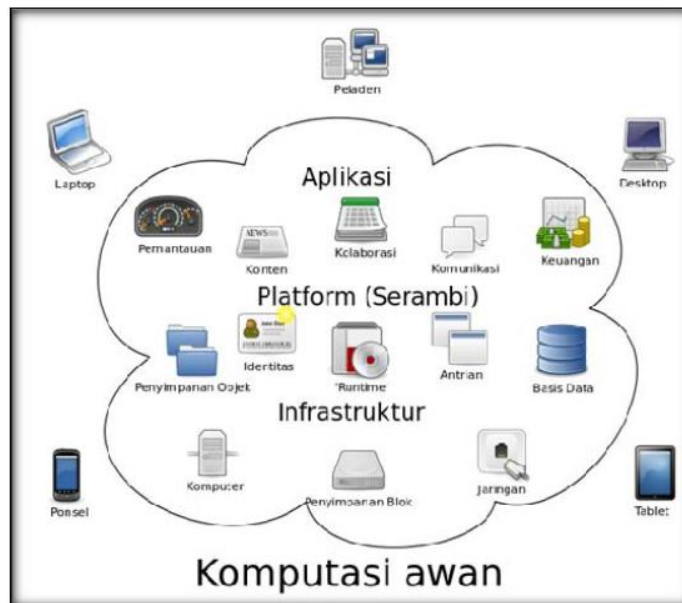 Peladen
Laptop
Desktop
Aplikasi
Pemantauan
NEWS
Konten
Kolaborasi
Komunikasi
Keuangan
Platform (Serambi)
Penyimpanan Objek
Identitas
Runtime
Antrian
Basis Data
Infrastruktur
Ponsel
Komputer
Penyimpanan Blok
Jaringan
Tablet
Komputasi awan